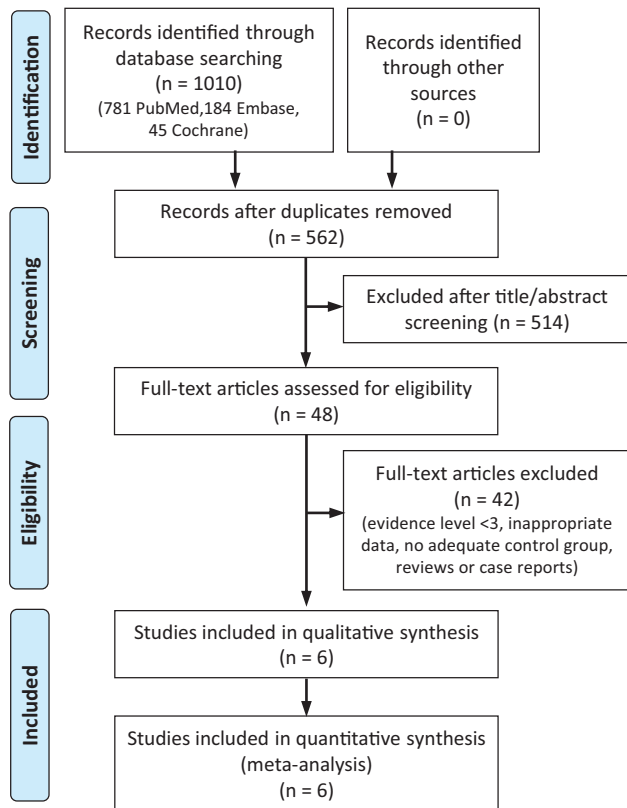 Identification
Records identified through
database searching
(n = 1010)
(781 PubMed,184 Embase,
45 Cochrane)
Records identified
through other
sources
(n = 0)
Screening
Records after duplicates removed
(n = 562)
Excluded after title/abstract
screening (n = 514)
Full-text articles assessed for eligibility
(n = 48)
Eligibility
Full-text articles excluded
(n = 42)
(evidence level <3, inappropriate
data, no adequate control group,
reviews or case reports)
Included
Studies included in qualitative synthesis
(n = 6)
Studies included in quantitative synthesis
(meta-analysis)
(n = 6)